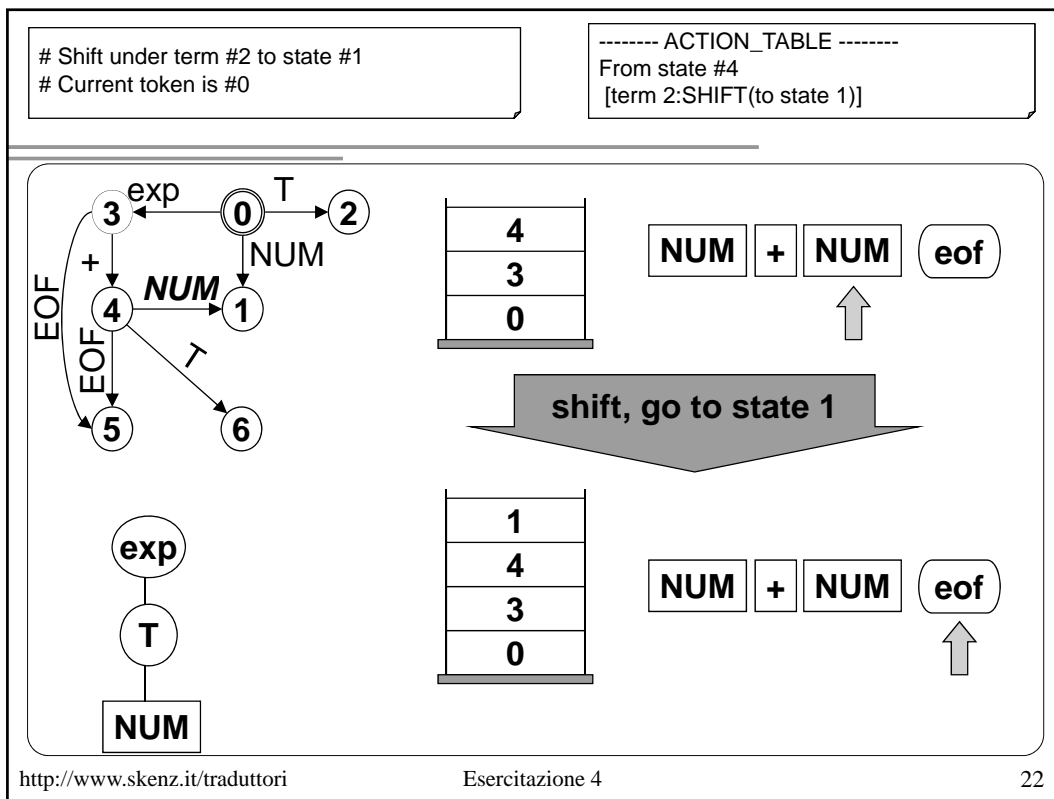 # Shift under term #2 to state #1
# Current token is #0
-------- ACTION_TABLE --------
From state #4
[term 2:SHIFT(to state 1)]
exp
T
3
0
2
NUM
+
NUM
4
1
EOF
EOF
T
5
6
4
3
0
NUM + NUM eof
shift, go to state 1
exp
T
NUM
1
4
3
0
NUM + NUM eof
http://www.skenz.it/traduttori
Esercitazione 4
22